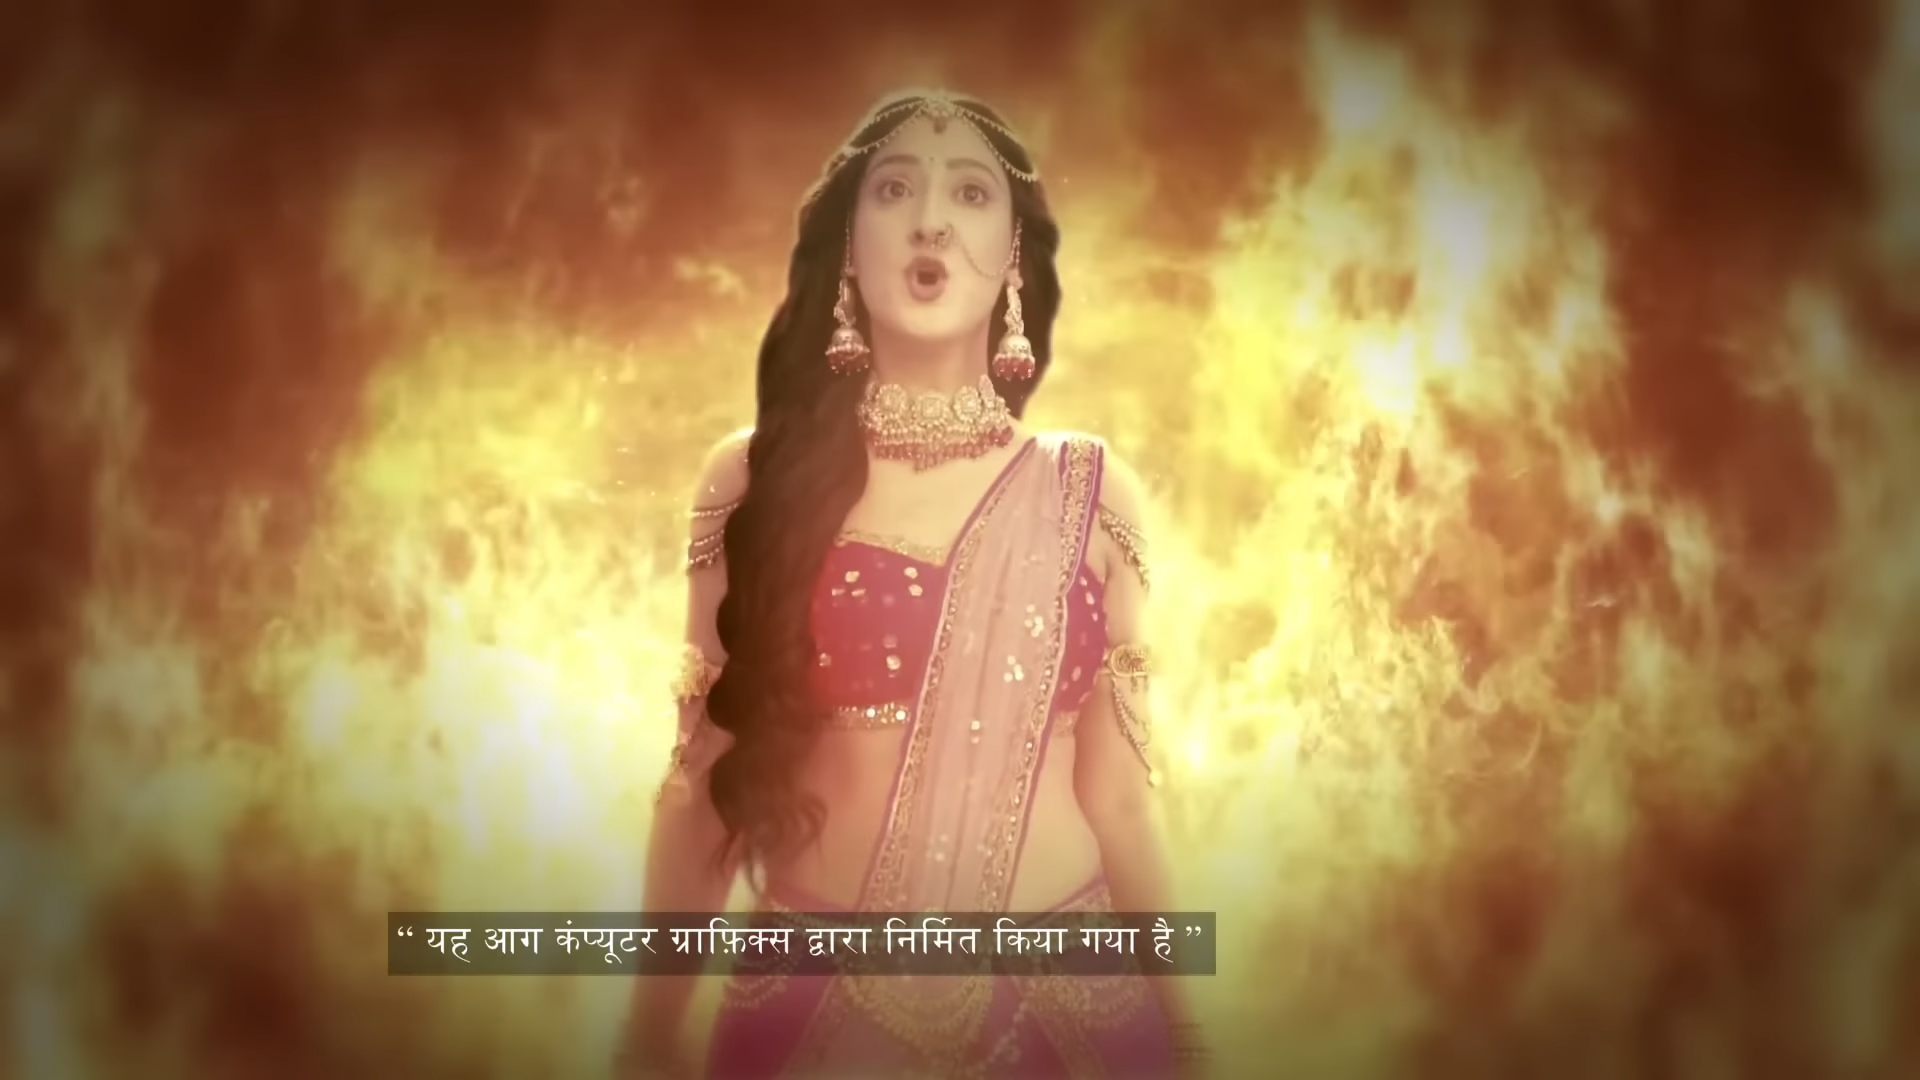 “ यह आग कंप्यूटर ग्राफ़िक्स द्वारा निर्मित किया गया है ”